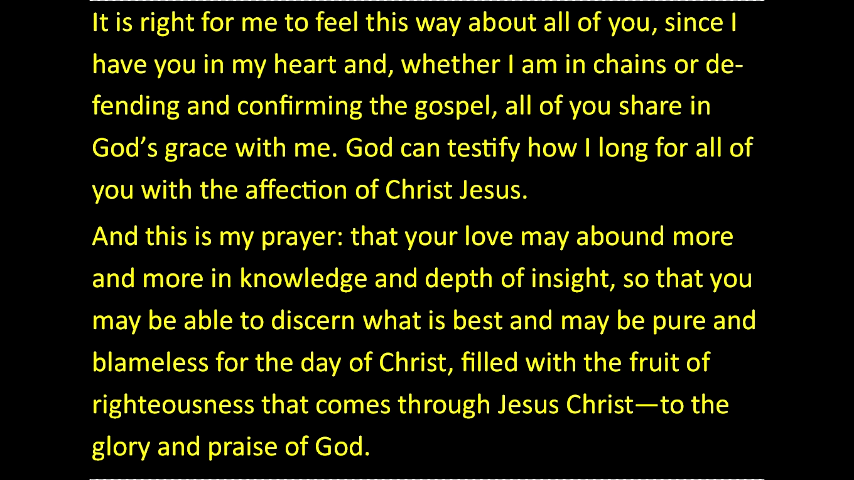 It is right for me to feel this way about all of you, since I
have you in my heart and, whether I am in chains or de-
fending and confirming the gospel, all of you share in
God’s grace with me. God can testify how I long for all of
you with the affection of Christ Jesus.
And this is my prayer: that your love may abound more
and more in knowledge and depth of insight, so that you
may be able to discern what is best and may be pure and
blameless for the day of Christ, filled with the fruit of
righteousness that comes through Jesus Christ—to the
glory and praise of God.